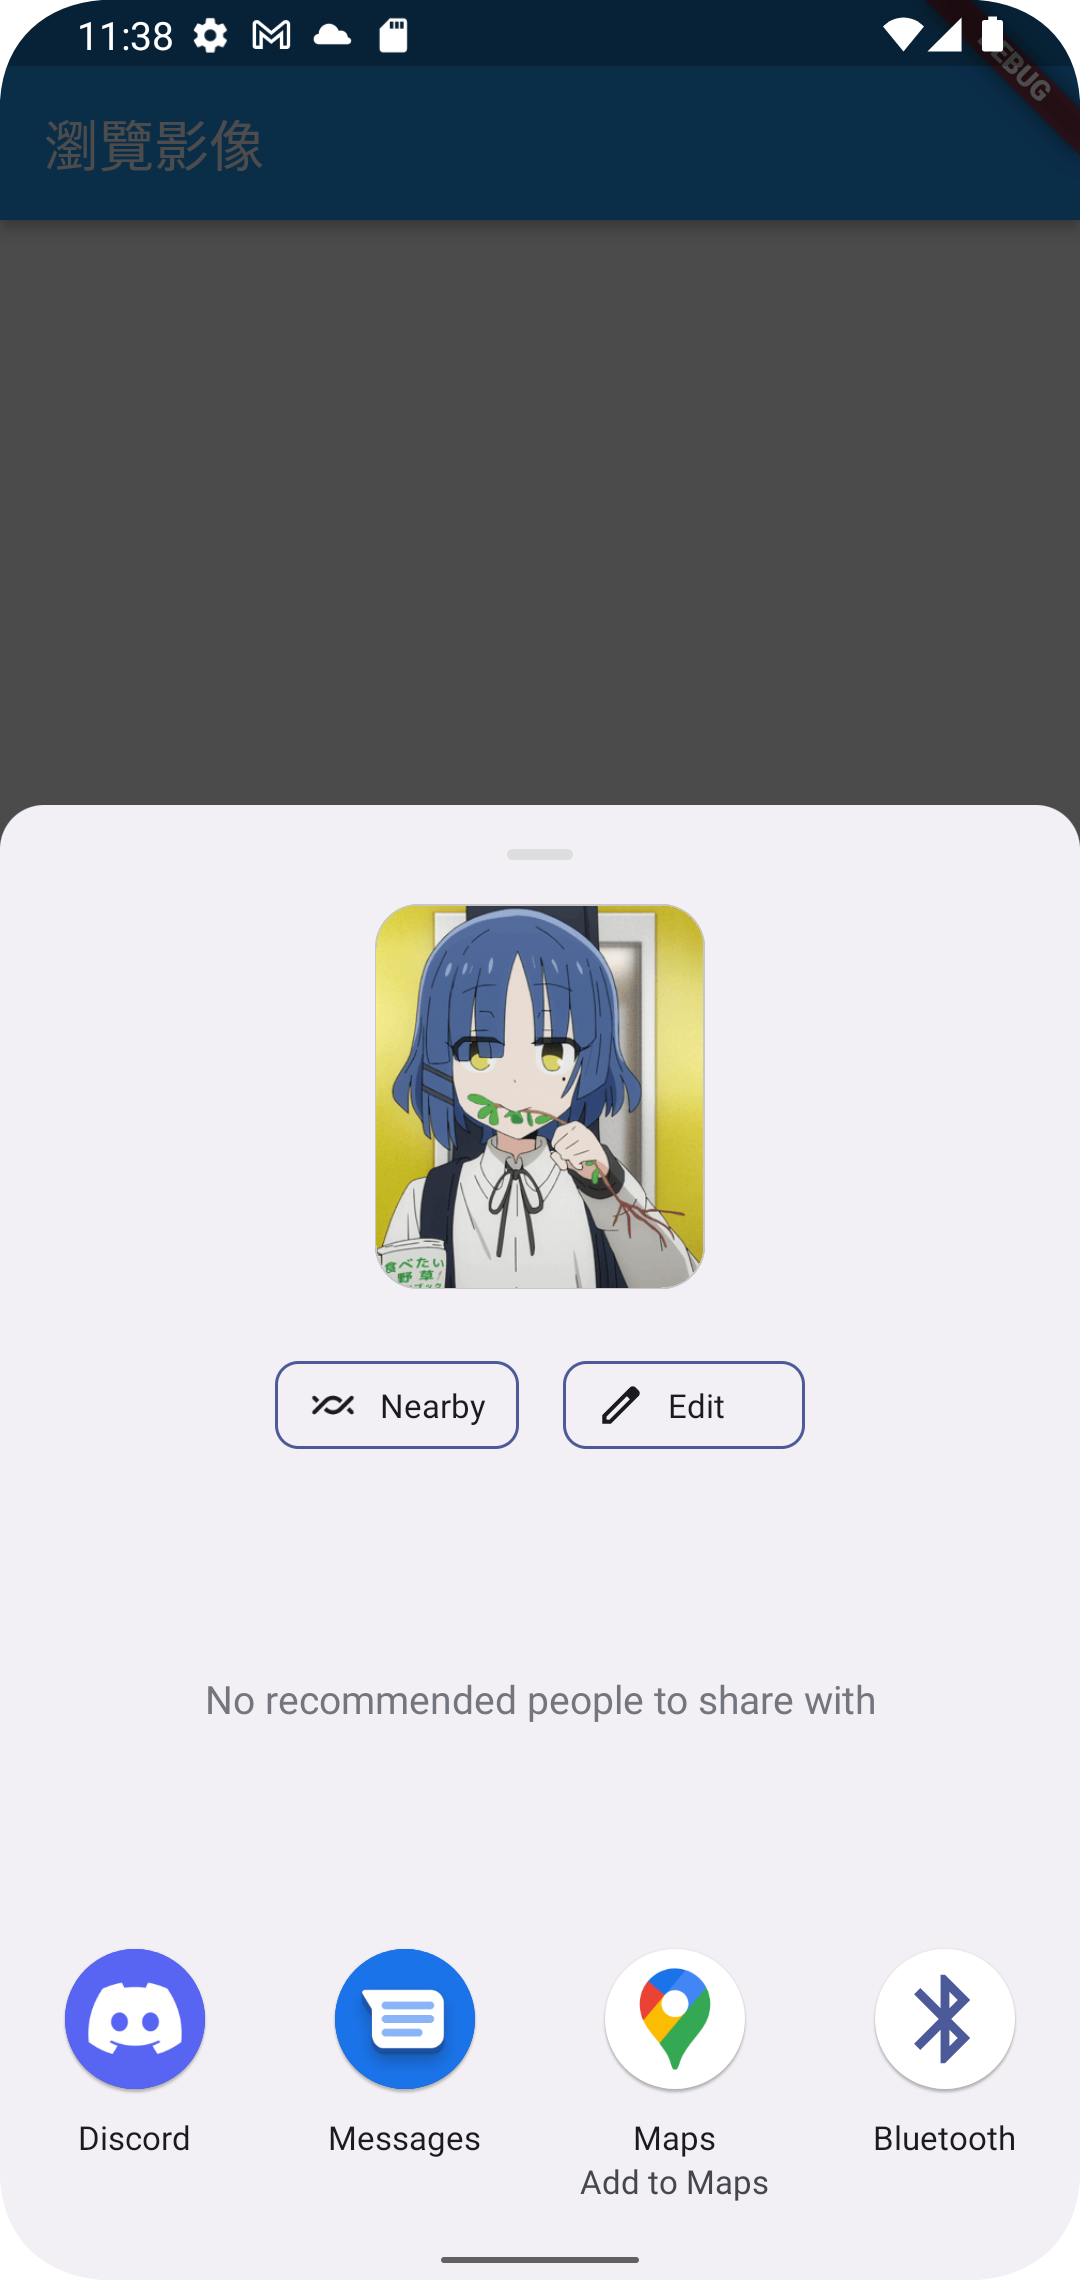 11:38
DEBUG
瀏覽影像
食べたい
野草!
Nearby
Edit
No recommended people to share with
Discord
Messages
Maps
Bluetooth
Add to Maps